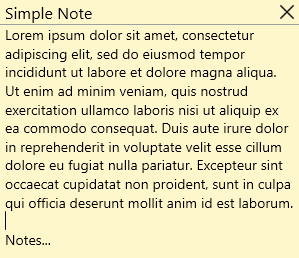 Simple Note
Lorem ipsum dolor sit amet, consectetur
adipiscing elit, sed do eiusmod tempor
incididunt ut labore et dolore magna aliqua.
Ut enim ad minim veniam, quis nostrud
exercitation ullamco laboris nisi ut aliquip ex
ea commodo consequat. Duis aute irure dolor
in reprehenderit in voluptate velit esse cillum
dolore eu fugiat nulla pariatur. Excepteur sint
occaecat cupidatat non proident, sunt in culpa
qui officia deserunt mollit anim id est laborum.
Notes...